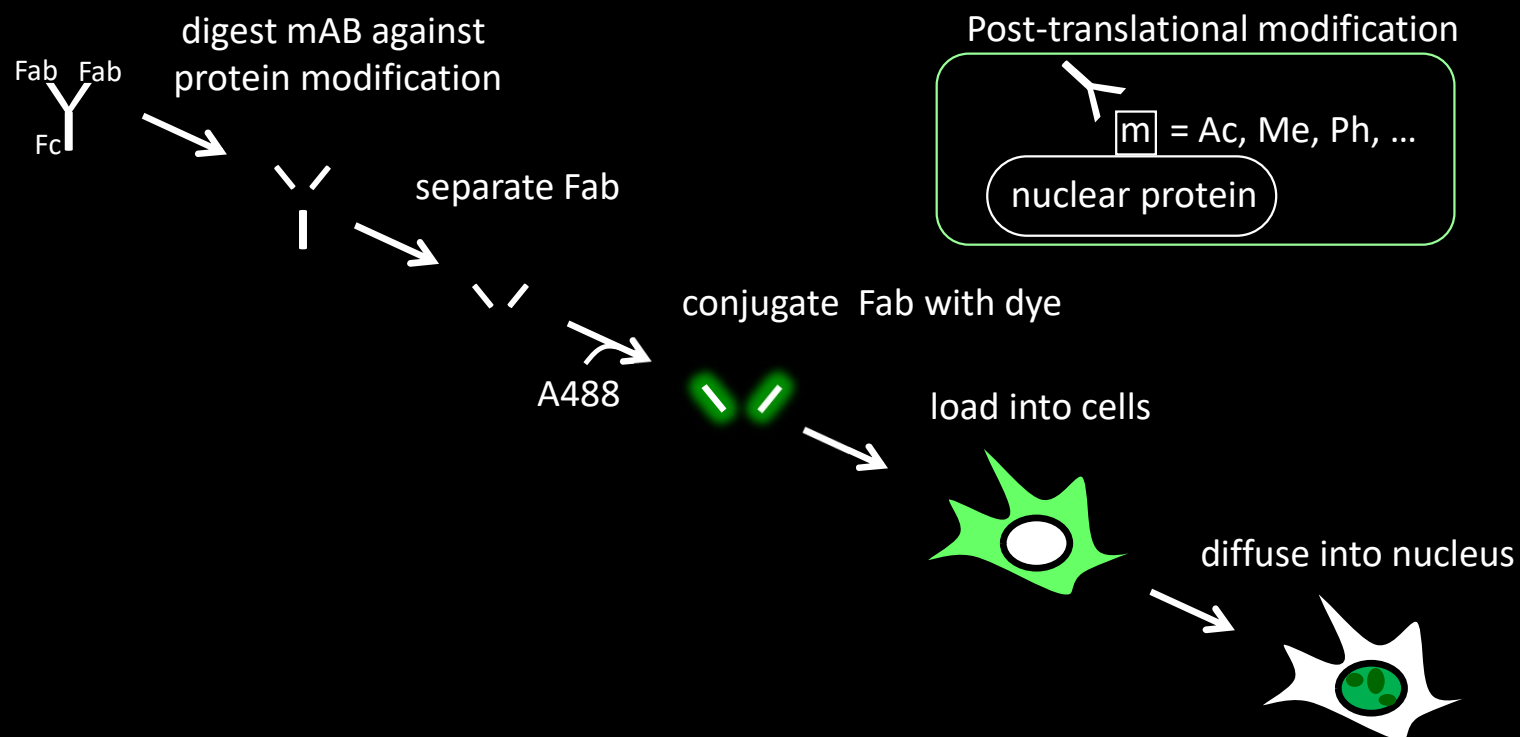 digest mAB against
protein modification
Fab Fab
Fc
Post-translational modification
m = Ac, Me, Ph, ...
nuclear protein
separate Fab
conjugate Fab with dye
A488
load into cells
diffuse into nucleus